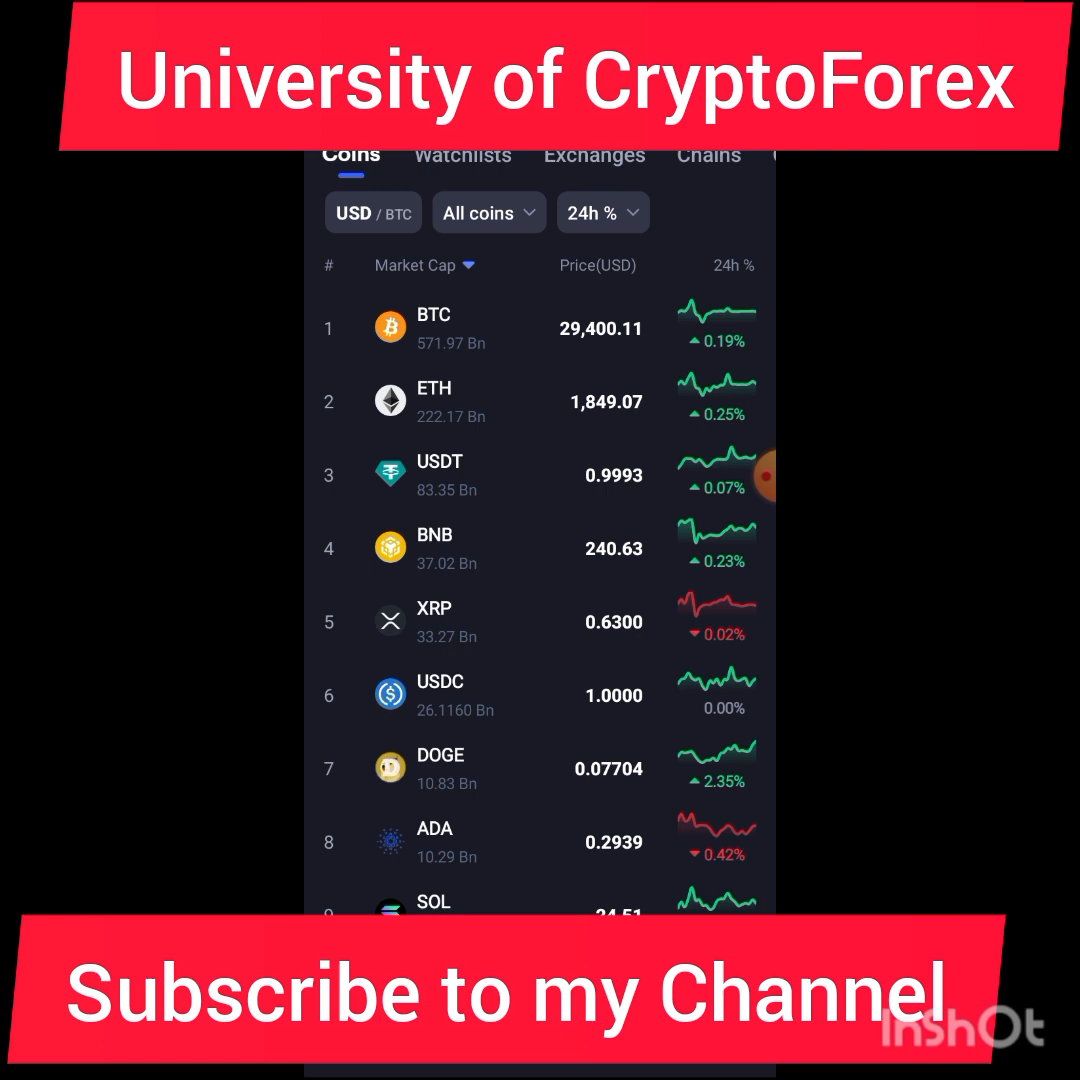 University of CryptoForex
Coins Watchlists Exchanges Chains
USD / BTC All coins 24h %
# Market Cap Price(USD) 24h %
1 BTC 29,400.11 0.19%
571.97 Bn
2 ETH 1,849.07 0.25%
222.17 Bn
3 USDT 0.9993 0.07%
83.35 Bn
4 BNB 240.63 0.23%
37.02 Bn
5 XRP 0.6300 0.02%
33.27 Bn
6 USDC 1.0000 0.00%
26.1160 Bn
7 DOGE 0.07704 2.35%
10.83 Bn
8 ADA 0.2939 0.42%
10.29 Bn
9 SOL 24.51
Subscribe to my Channel
InShOt